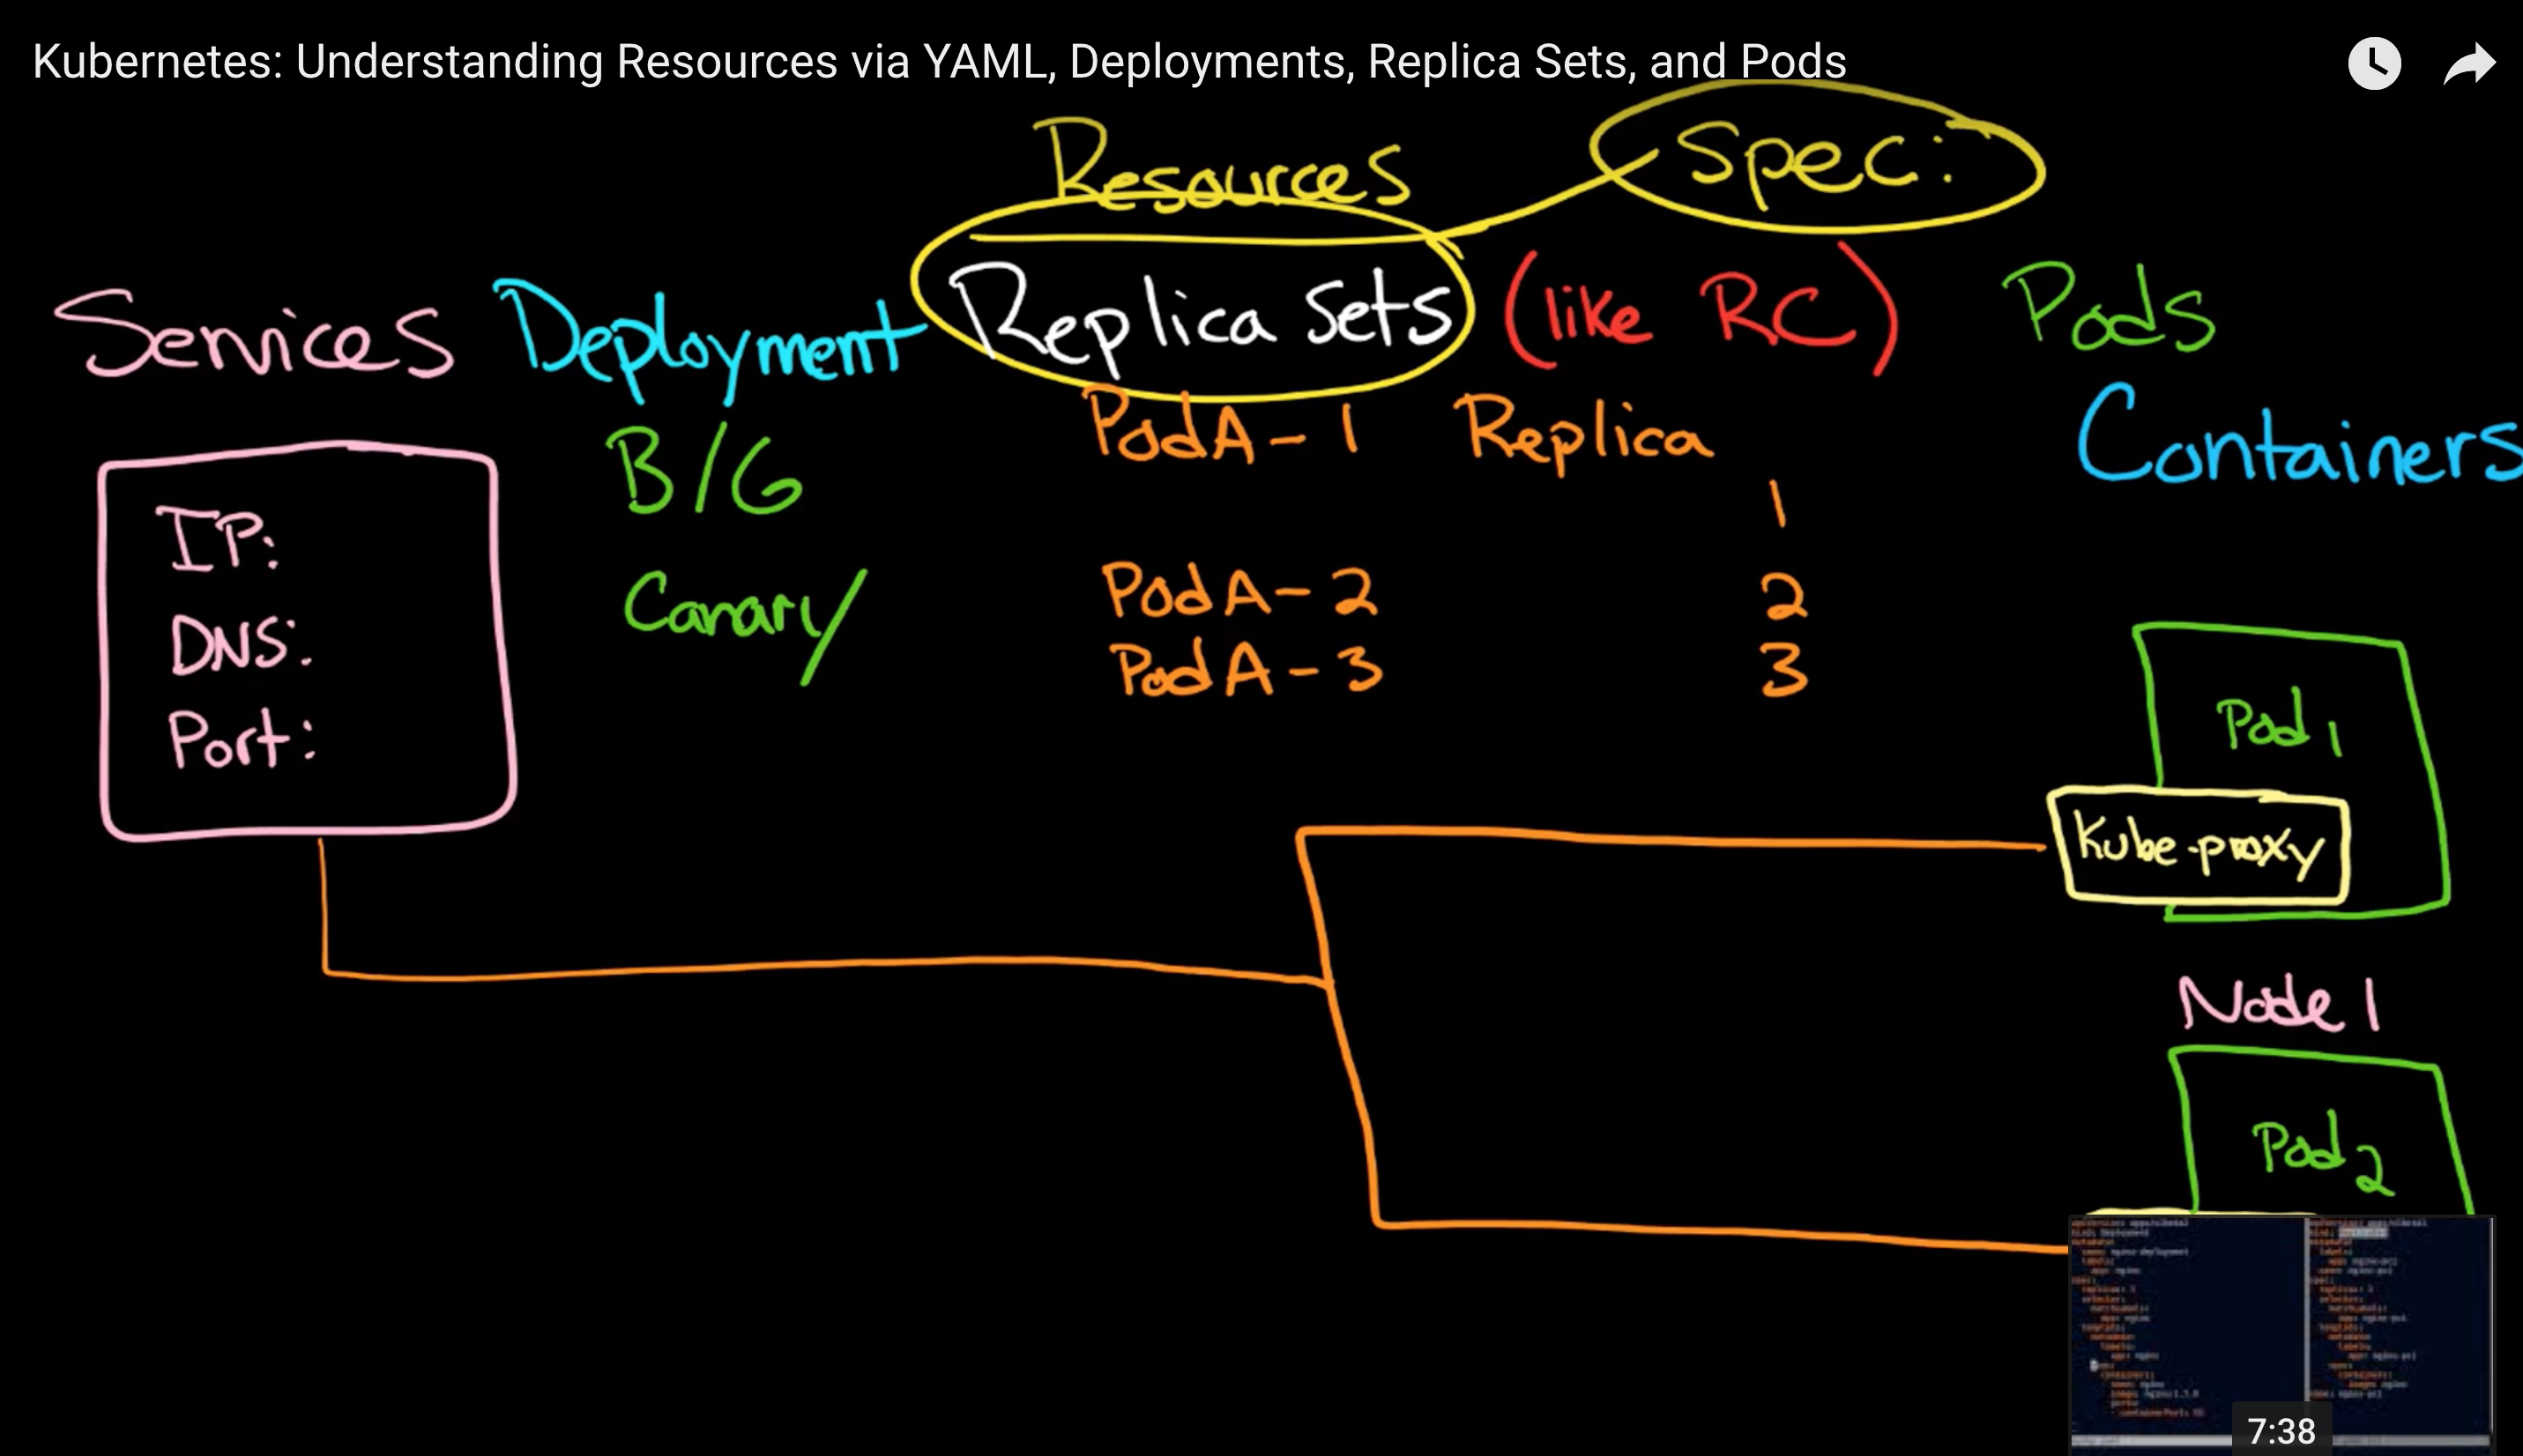 Kubernetes: Understanding Resources via YAML, Deployments, Replica Sets, and Pods
Resources Spec:
Services Deployment Replica Sets (like RC) Pods
B/G PodA-1 Replica Containers
1
IP:
Canary PodA-2 2
DNS:
PodA-3 3
Port:
Pod 1
Kube-proxy
Node 1
Pod 2
7:38